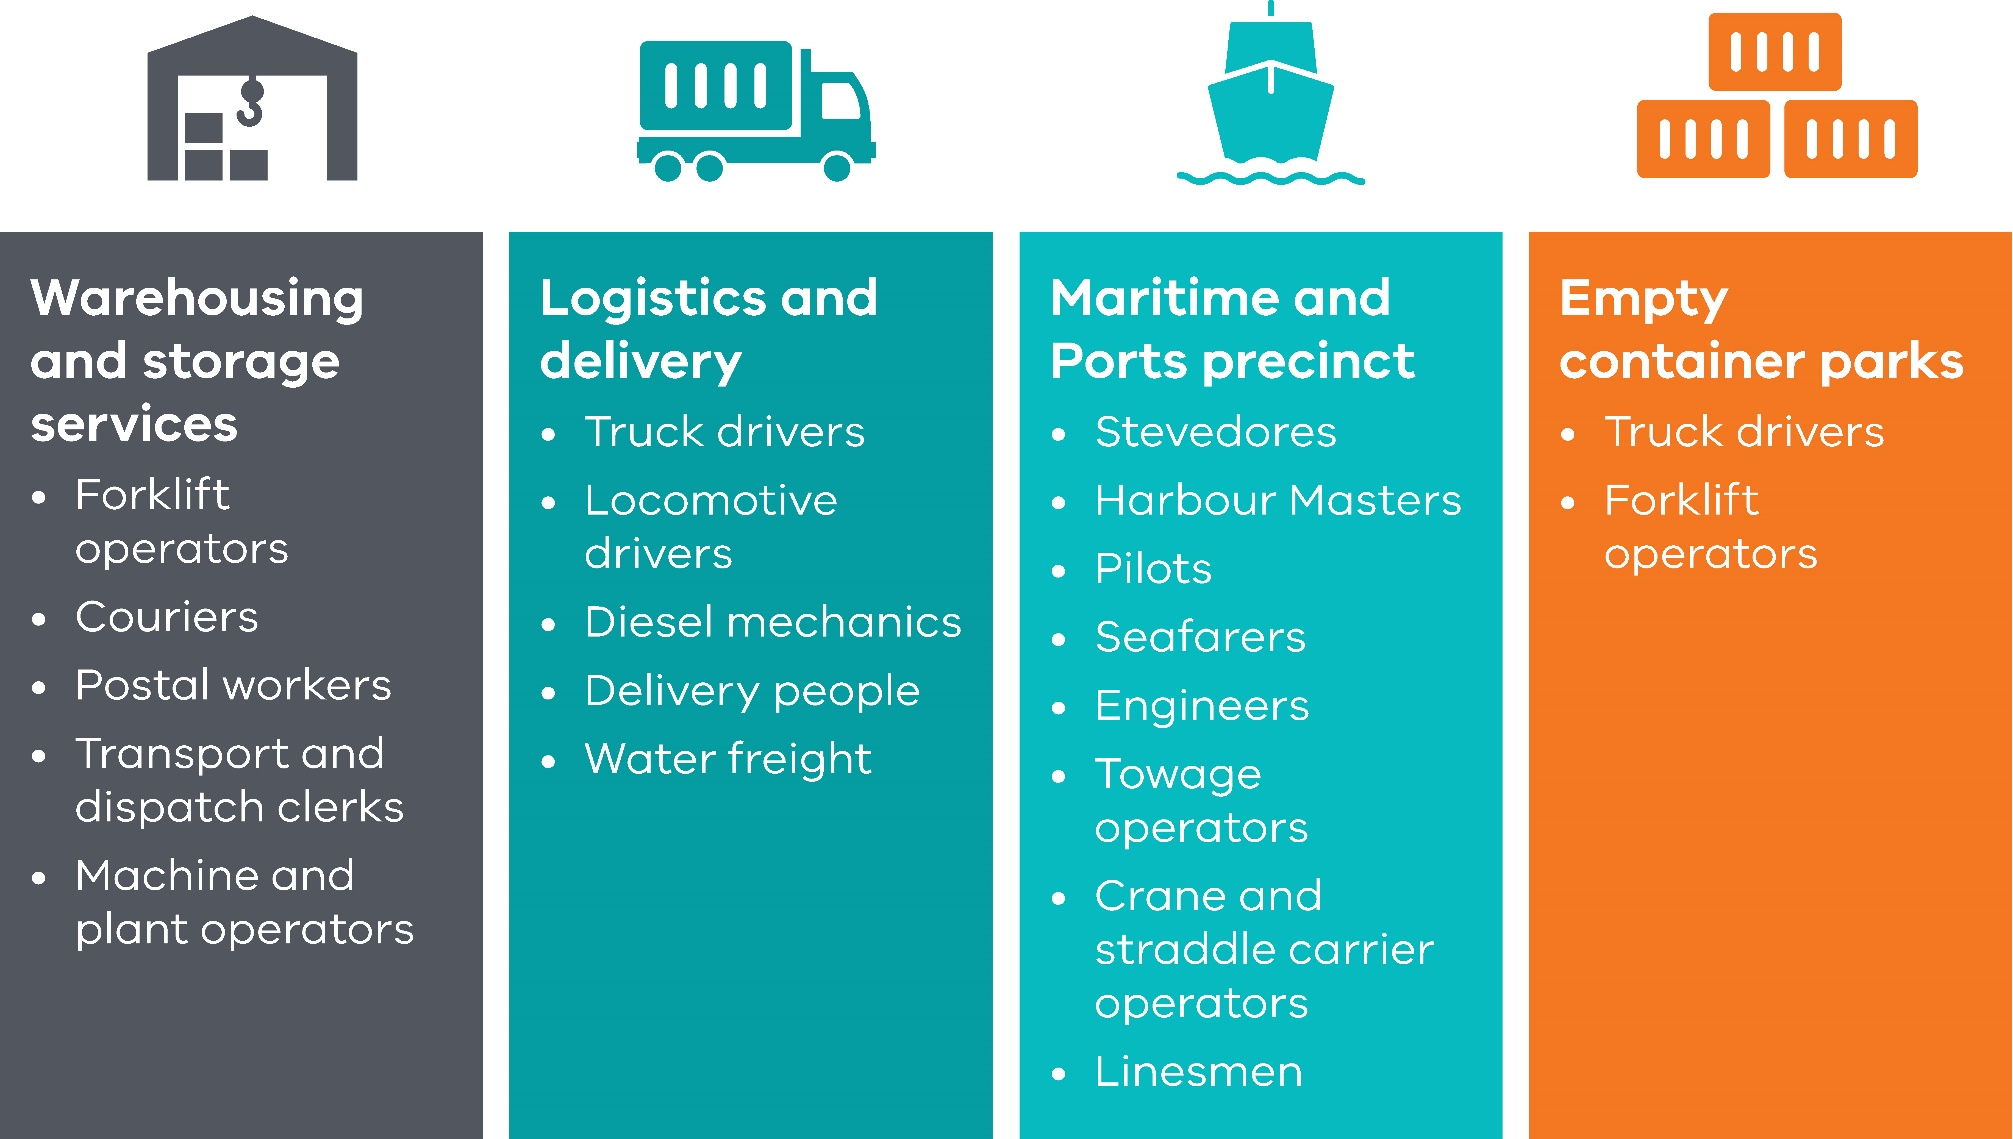 Warehousing
and storage
services
• Forklift
operators
• Couriers
• Postal workers
• Transport and
dispatch clerks
• Machine and
plant operators
Logistics and
delivery
• Truck drivers
• Locomotive
drivers
• Diesel mechanics
• Delivery people
• Water freight
Maritime and
Ports precinct
• Stevedores
• Harbour Masters
• Pilots
• Seafarers
• Engineers
• Towage
operators
• Crane and
straddle carrier
operators
• Linesmen
Empty
container parks
• Truck drivers
• Forklift
operators